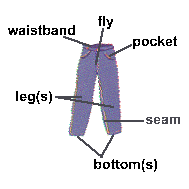 fly
waistband
pocket
leg(s)
seam
bottom(s)